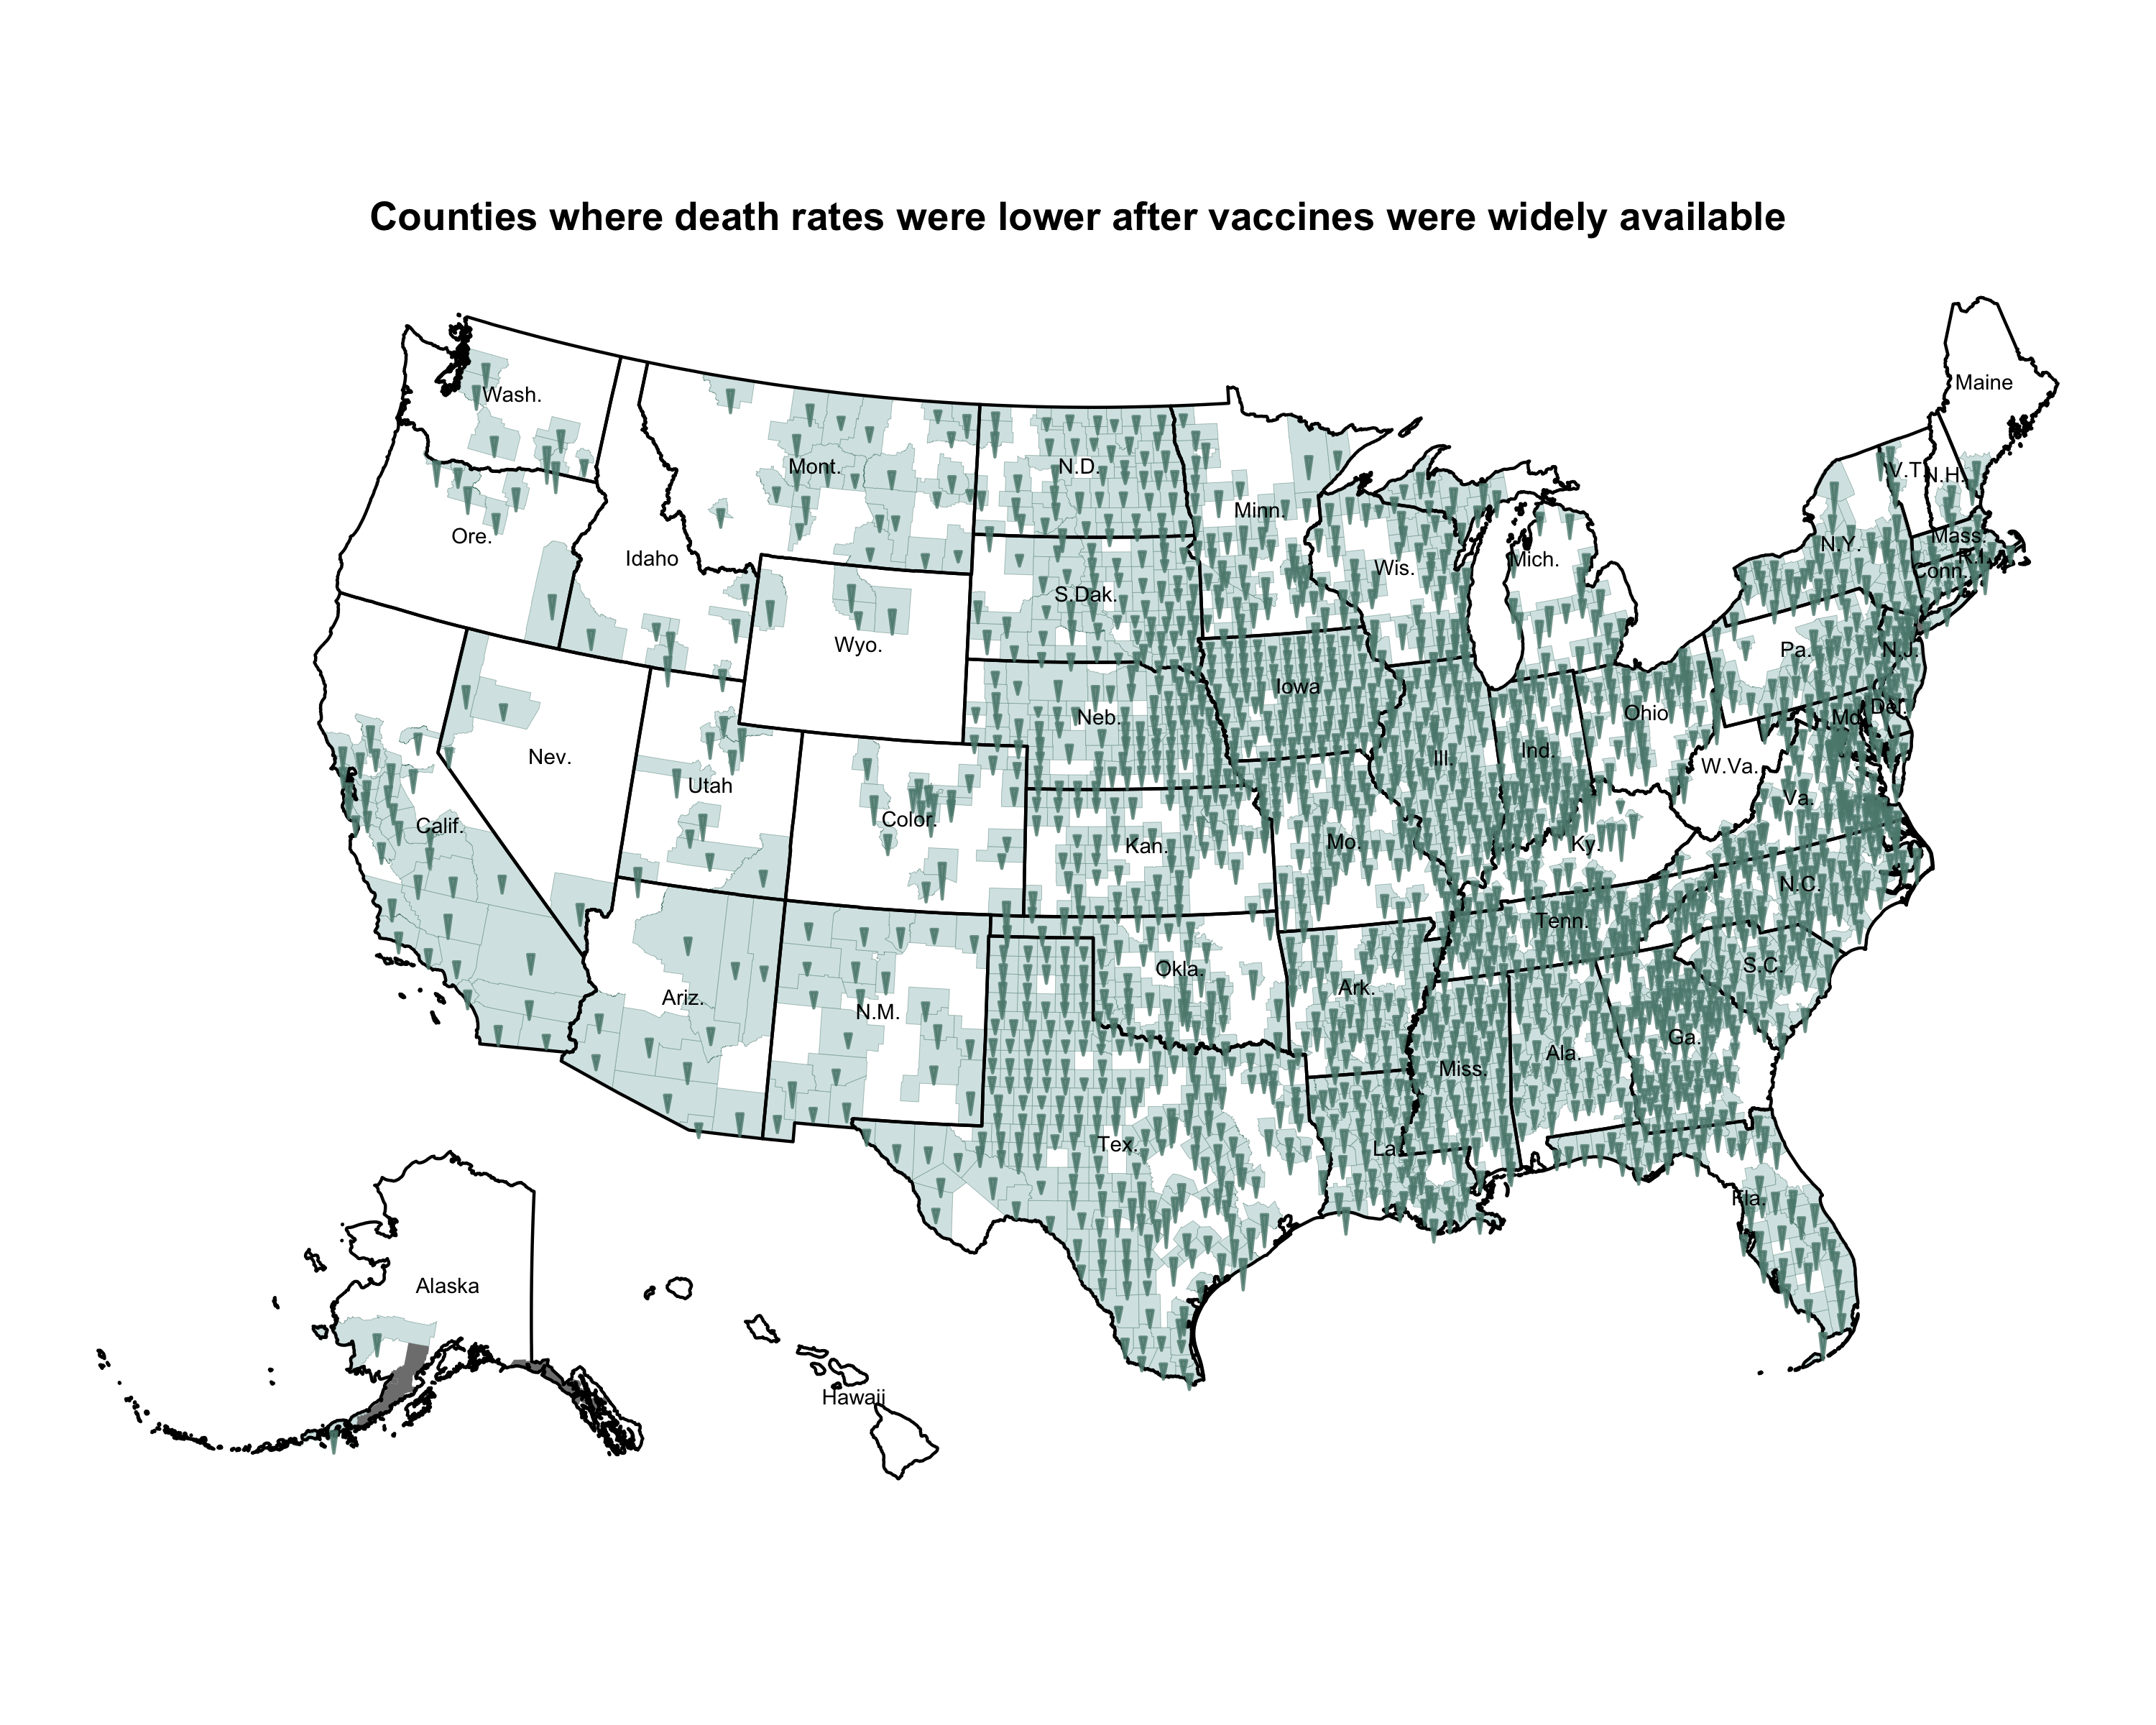 Counties where death rates were lower after vaccines were widely available
Maine
Wash.
Mont.
N.D.
V.T.
N.H.
Minn.
Ore.
Mass.
N.Y.
Idaho
R.I.
Mich.
Wis.
Conn.
S.Dak.
Wyo.
Pa.
N.J.
Iowa
Neb.
Ohio
Der.
Md.
Nev.
Ind.
Ill.
W.Va.
Utah
Va.
Color.
Calif.
Kan.
Mo.
Ky.
N.C.
Tenn.
S.C.
Okla.
Ark.
Ariz.
N.M.
Ga.
Ala.
Miss.
Tex.
La.
Fla.
Alaska
Hawaii